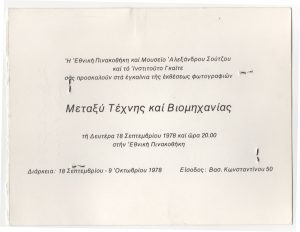 Ἡ Ἐθνική Πινακοθήκη καί Μουσεῖο Ἀλεξάνδρου Σούτζου
καί τό Ἰνστιτοῦτο Γκαῖτε
σᾶς προσκαλοῦν στά ἐγκαίνια τῆς ἐκθέσεως φωτογραφιῶν
Μεταξύ Τέχνης καί Βιομηχανίας
τή Δευτέρα 18 Σεπτεμβρίου 1978 καί ὥρα 20.00
στήν Ἐθνική Πινακοθήκη
Διάρκεια: 18 Σεπτεμβρίου - 9 Ὀκτωβρίου 1978 Εἴσοδος: Βασ. Κωνσταντίνου 50